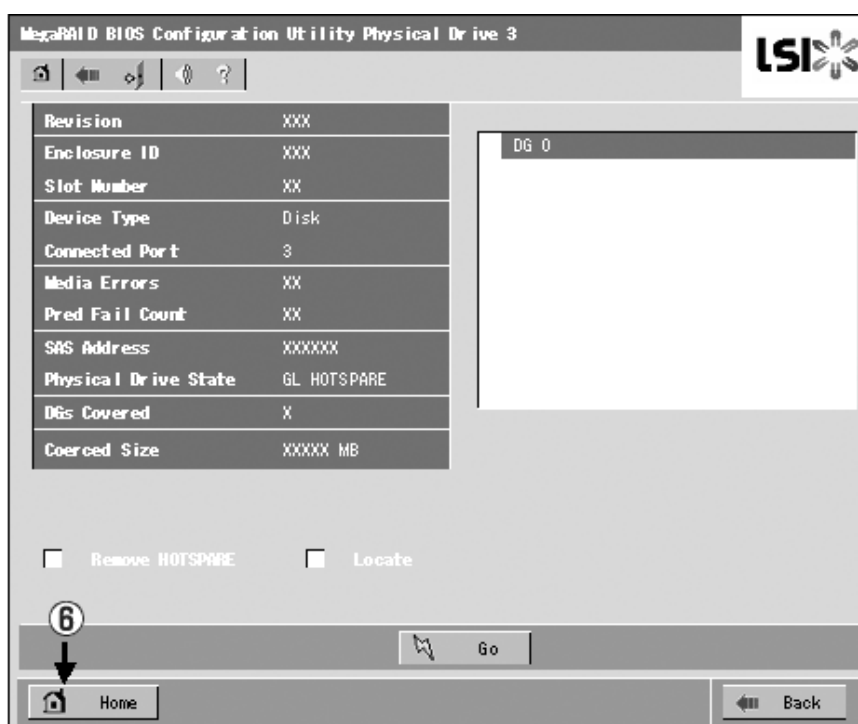 MegaRAID BIOS Configuration Utility Physical Drive 3
LSI
Revision XXX
Enclosure ID XXX
Slot Number XX
Device Type Disk
Connected Port 3
Media Errors XX
Pred Fail Count XX
SAS Address XXXXXX
Physical Drive State GL HOTSPARE
DGs Covered X
Coerced Size XXXXX MB
DG 0
Remove HOTSPARE Locate
⑥
Go
Home Back